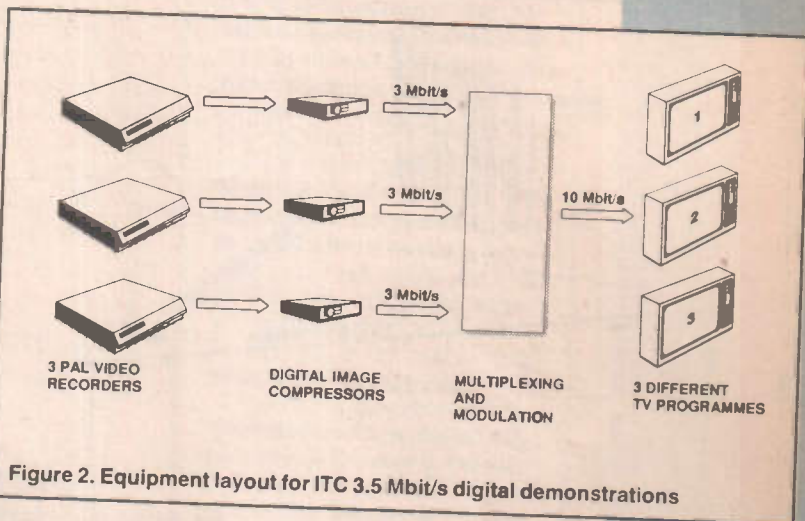 3 Mbit/s
1
3 Mbit/s
10 Mbit/s
2
3 Mbit/s
3
3 PAL VIDEO
RECORDERS
DIGITAL IMAGE
COMPRESSORS
MULTIPLEXING
AND
MODULATION
3 DIFFERENT
TV PROGRAMMES
Figure 2. Equipment layout for ITC 3.5 Mbit/s digital demonstrations